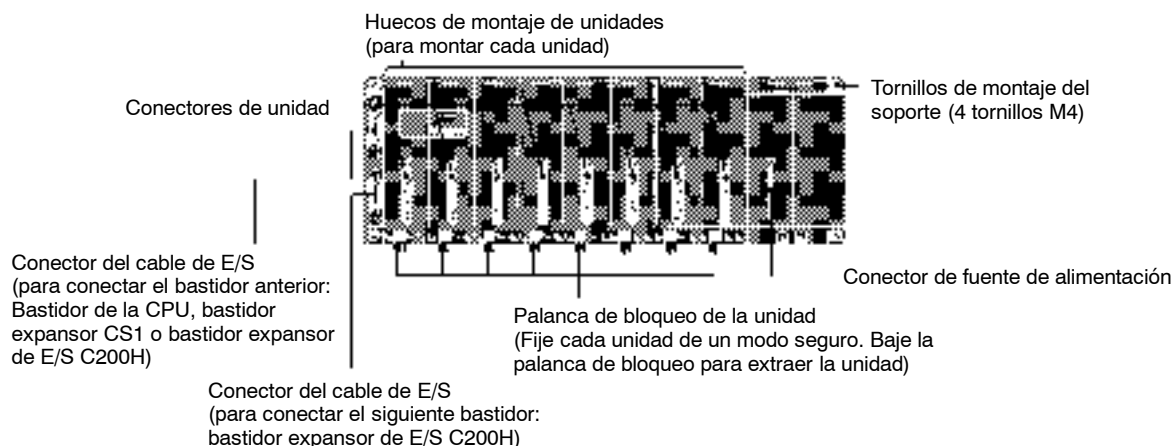 Huecos de montaje de unidades
(para montar cada unidad)
Tornillos de montaje del
soporte (4 tornillos M4)
Conectores de unidad
Conector del cable de E/S
(para conectar el bastidor anterior:
Bastidor de la CPU, bastidor
expansor CS1 o bastidor expansor
de E/S C200H)
Conector de fuente de alimentación
Palanca de bloqueo de la unidad
(Fije cada unidad de un modo seguro. Baje la
palanca de bloqueo para extraer la unidad)
Conector del cable de E/S
(para conectar el siguiente bastidor:
bastidor expansor de E/S C200H)